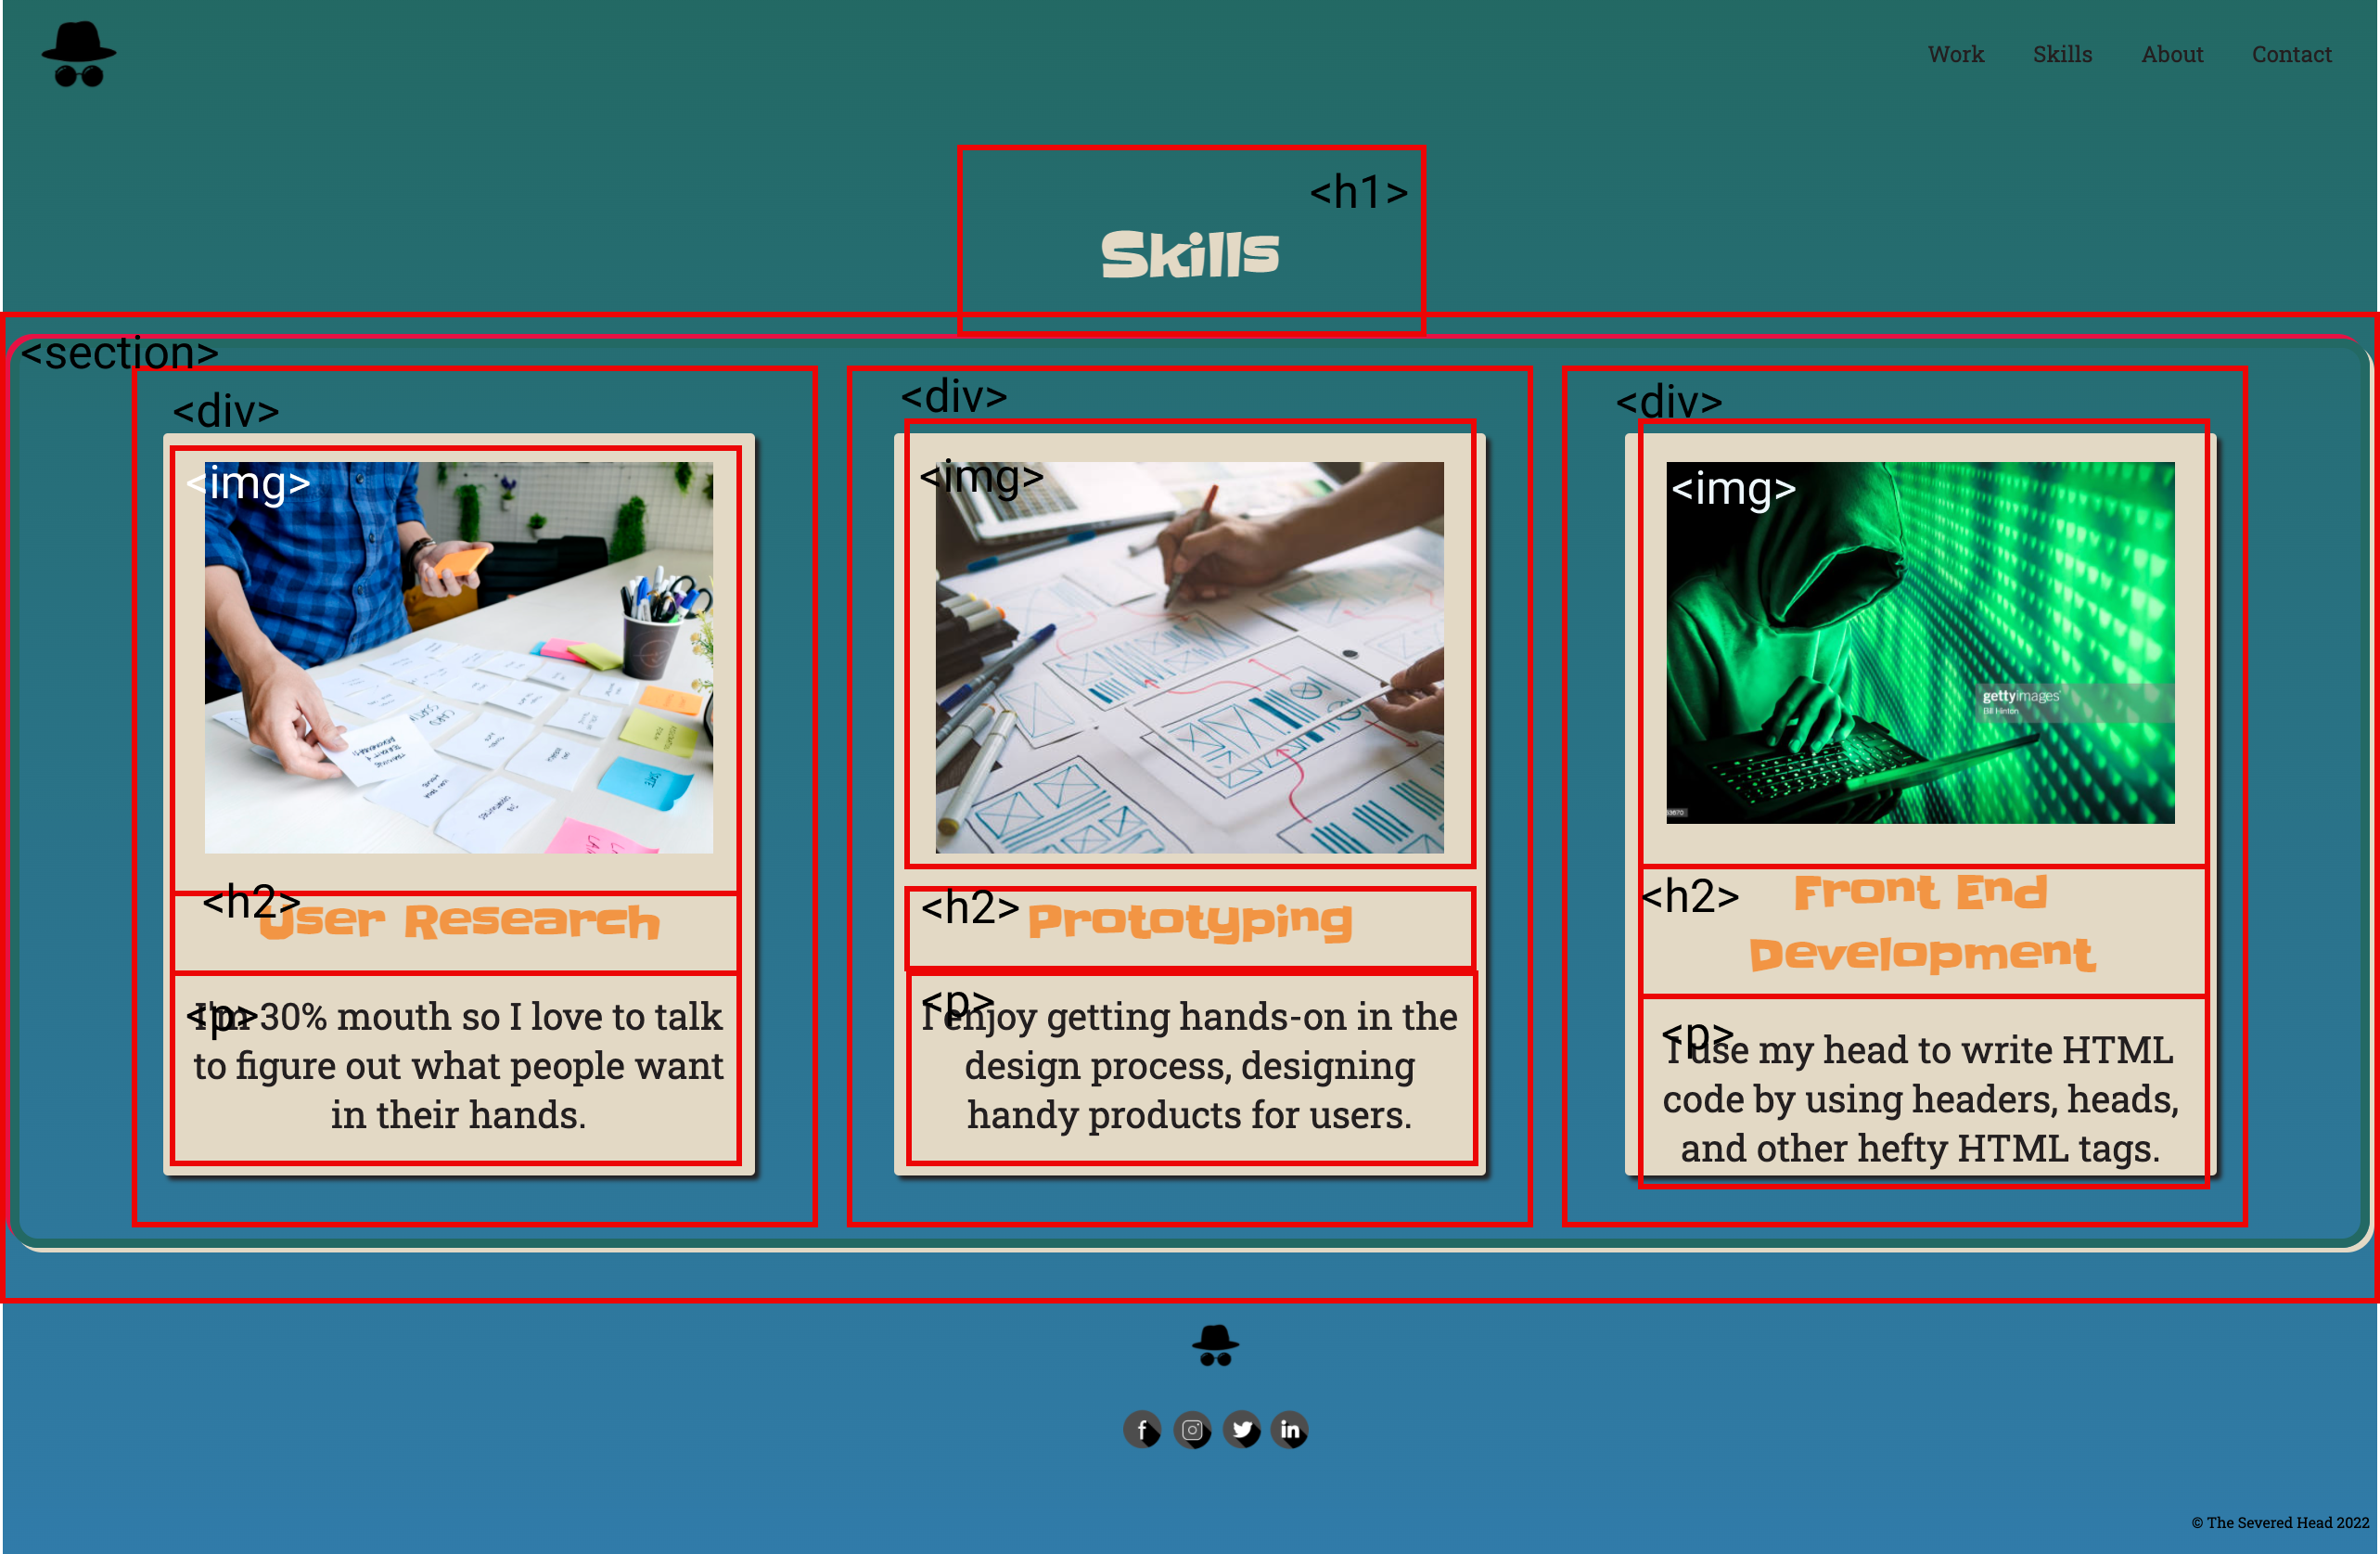 Work Skills About Contact
<h1>
Skills
<section>
<div>
<img>
<h2>
User Research
<p>
I'm 30% mouth so I love to talk
to figure out what people want
in their hands.
<div>
<img>
<h2>
Prototyping
<p>
I enjoy getting hands-on in the
design process, designing
handy products for users.
<div>
<img>
gettyimages
Bill Hinton
<h2>
Front End
Development
<p>
I use my head to write HTML
code by using headers, heads,
and other hefty HTML tags.
f
in
© The Severed Head 2022